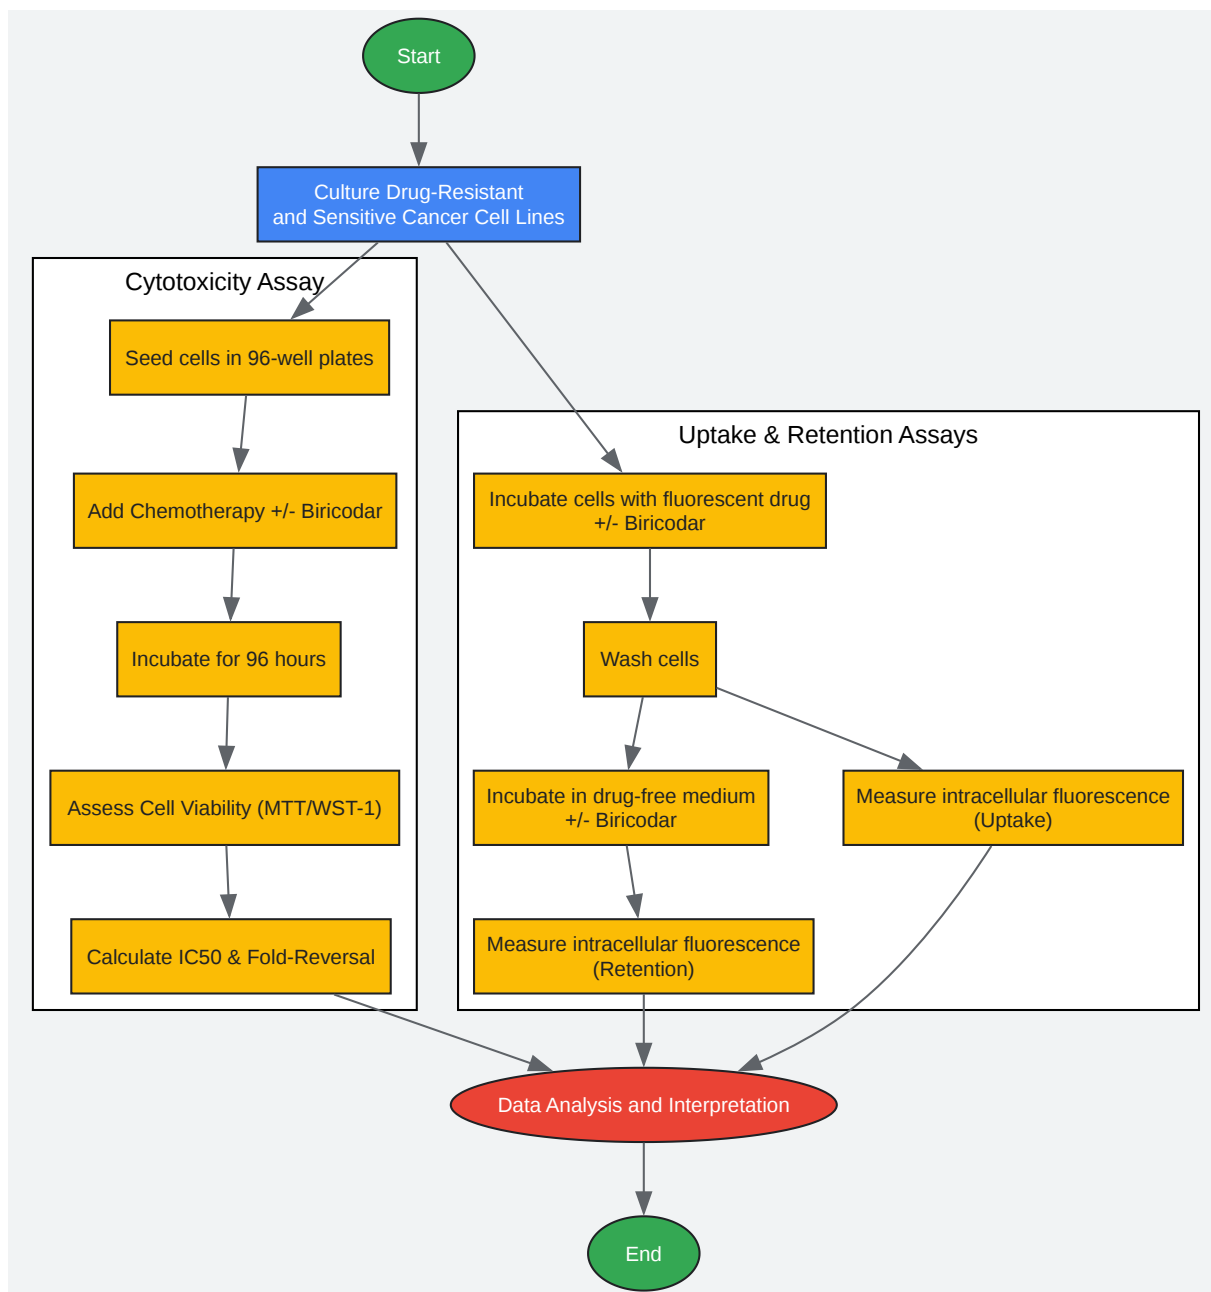 Start
Culture Drug-Resistant
and Sensitive Cancer Cell Lines
Cytotoxicity Assay
Seed cells in 96-well plates
Add Chemotherapy +/- Biricodar
Incubate for 96 hours
Assess Cell Viability (MTT/WST-1)
Calculate IC50 & Fold-Reversal
Uptake & Retention Assays
Incubate cells with fluorescent drug
+/- Biricodar
Wash cells
Incubate in drug-free medium
+/- Biricodar
Measure intracellular fluorescence
(Uptake)
Measure intracellular fluorescence
(Retention)
Data Analysis and Interpretation
End